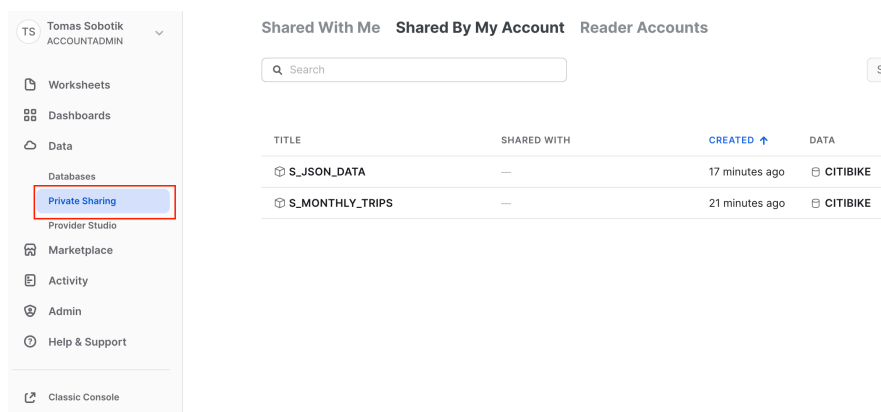 TS
Tomas Sobotik
ACCOUNTADMIN
Worksheets
Dashboards
Data
Databases
Private Sharing
Provider Studio
Marketplace
Activity
Admin
Help & Support
Classic Console
Shared With Me Shared By My Account Reader Accounts
Search
S
TITLE SHARED WITH CREATED DATA
S_JSON_DATA — 17 minutes ago CITIBIKE
S_MONTHLY_TRIPS — 21 minutes ago CITIBIKE